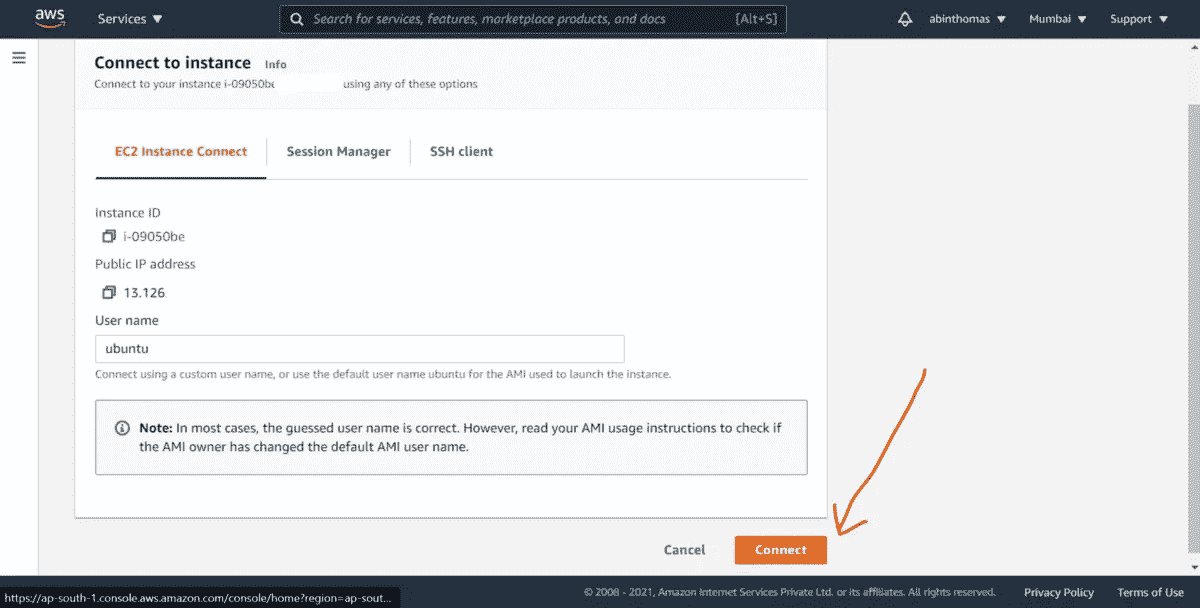 aws
Services
Search for services, features, marketplace products, and docs
[Alt+S]
abinthomas
Mumbai
Support
Connect to instance Info
Connect to your instance i-09050be using any of these options
EC2 Instance Connect
Session Manager
SSH client
Instance ID
i-09050be
Public IP address
13.126
User name
ubuntu
Connect using a custom user name, or use the default user name ubuntu for the AMI used to launch the instance.
Note: In most cases, the guessed user name is correct. However, read your AMI usage instructions to check if
the AMI owner has changed the default AMI user name.
Cancel
Connect
© 2008 - 2021, Amazon Internet Services Private Ltd. or its affiliates. All rights reserved.
Privacy Policy
Terms of Use
https://ap-south-1.console.aws.amazon.com/console/home?region=ap-sout...